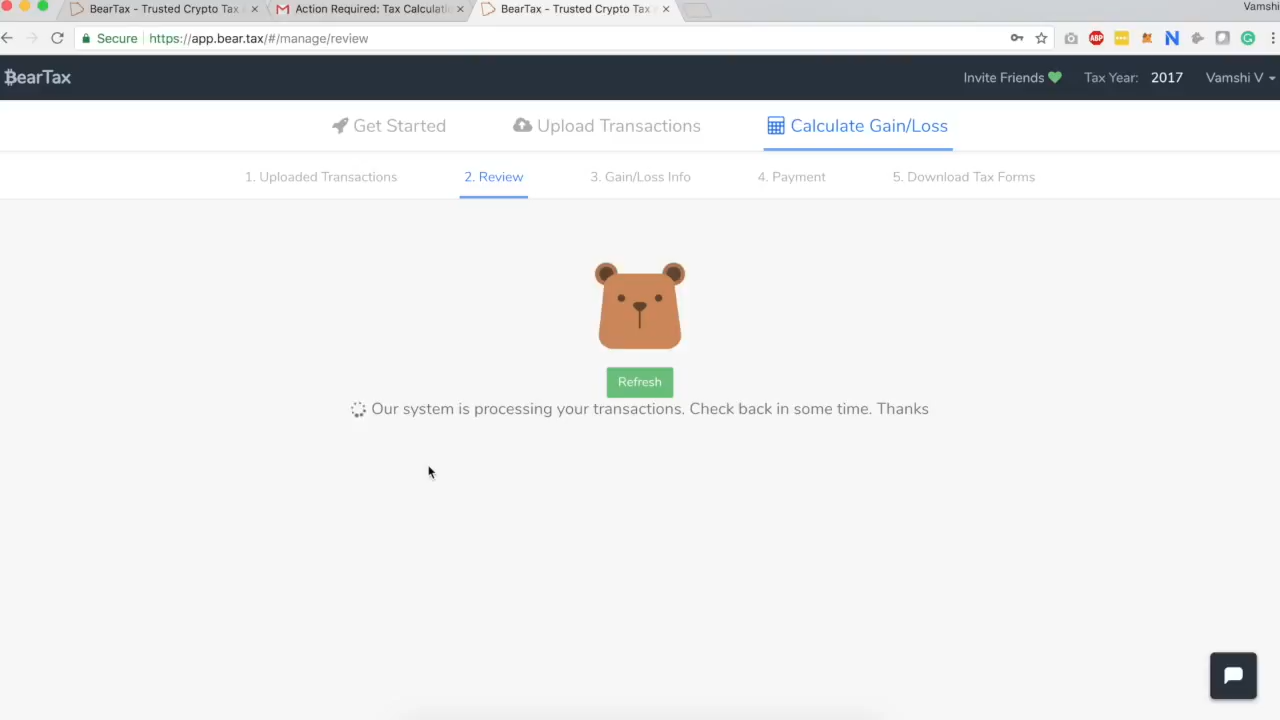 BearTax - Trusted Crypto Tax
Action Required: Tax Calculati
BearTax - Trusted Crypto Tax
Vamshi
Secure
https://app.bear.tax/#/manage/review
ABP
N
G
₿earTax
Invite Friends
Tax Year: 2017
Vamshi V
Get Started
Upload Transactions
Calculate Gain/Loss
1. Uploaded Transactions
2. Review
3. Gain/Loss Info
4. Payment
5. Download Tax Forms
Refresh
Our system is processing your transactions. Check back in some time. Thanks